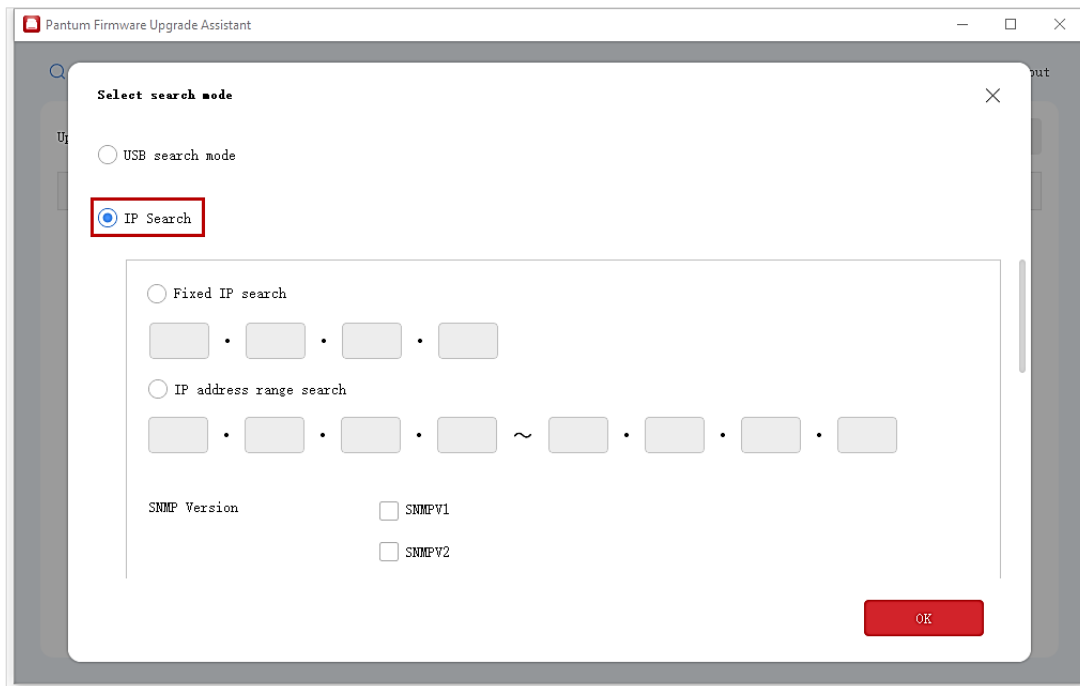 Pantum Firmware Upgrade Assistant
Select search mode
USB search mode
IP Search
Fixed IP search
IP address range search
~
SNMP Version
SNMPV1
SNMPV2
OK